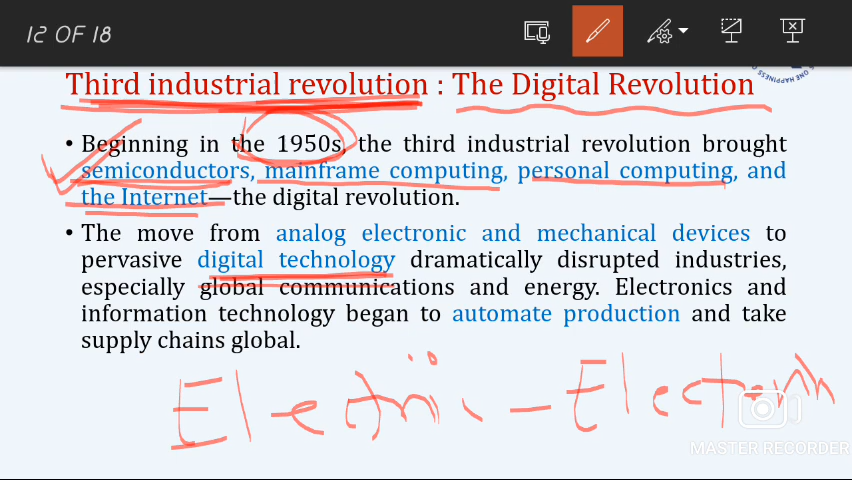 12 OF 18
ONE HAPPINESS
Third industrial revolution : The Digital Revolution
• Beginning in the 1950s, the third industrial revolution brought
semiconductors, mainframe computing, personal computing, and
the Internet—the digital revolution.
• The move from analog electronic and mechanical devices to
pervasive digital technology dramatically disrupted industries,
especially global communications and energy. Electronics and
information technology began to automate production and take
supply chains global.
Electric - Electron
MASTER RECORDER